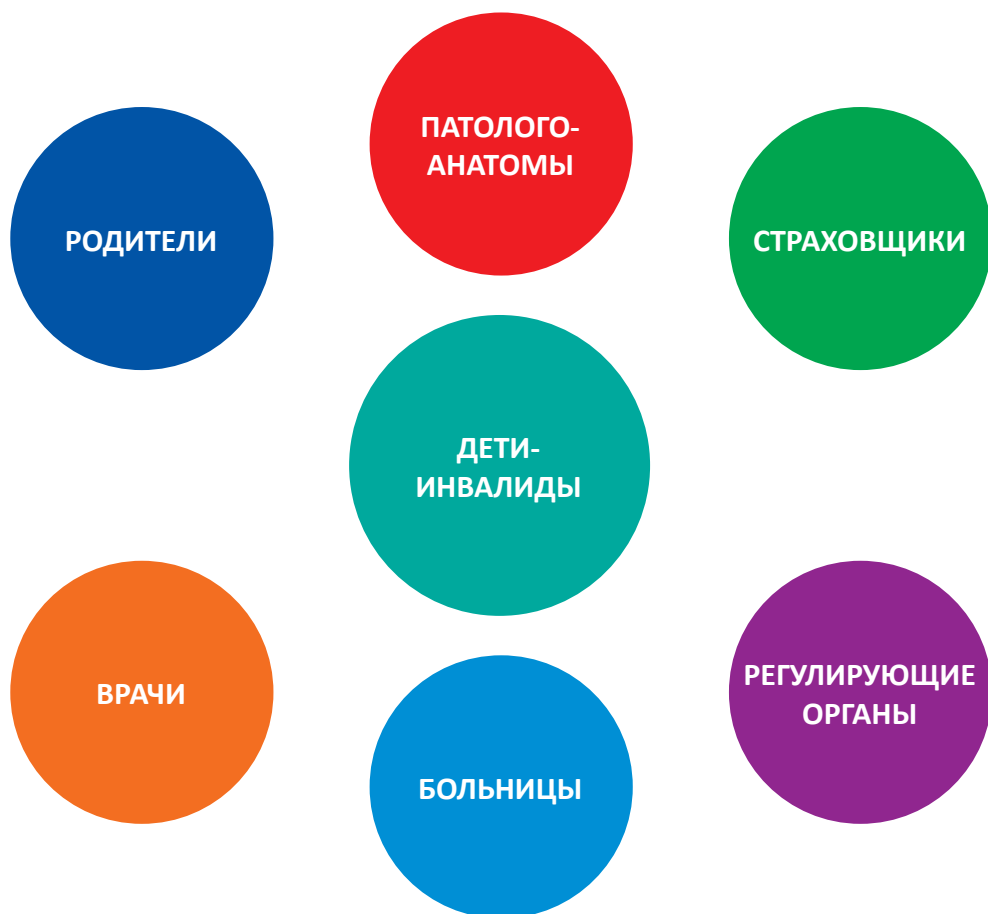 ПАТОЛОГО-
АНАТОМЫ
РОДИТЕЛИ
СТРАХОВЩИКИ
ДЕТИ-
ИНВАЛИДЫ
ВРАЧИ
РЕГУЛИРУЮЩИЕ
ОРГАНЫ
БОЛЬНИЦЫ